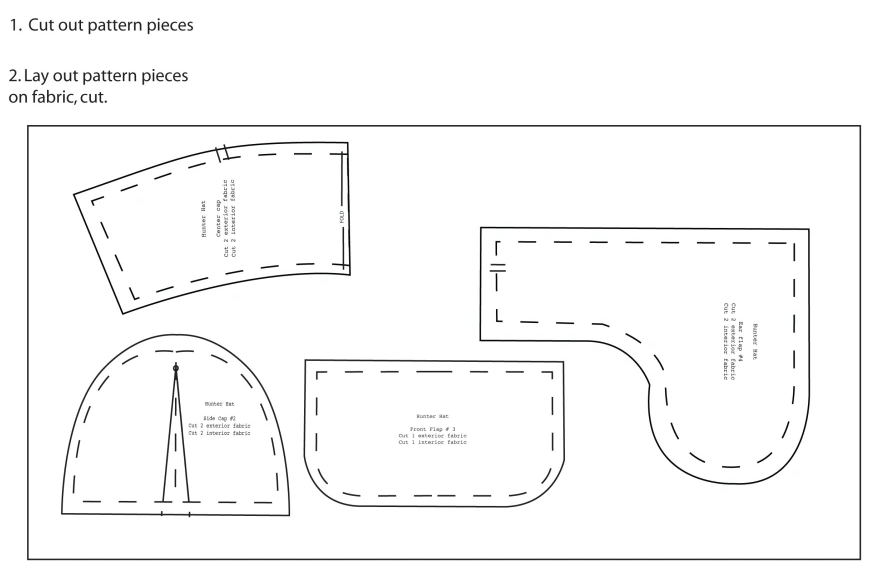 1. Cut out pattern pieces
2. Lay out pattern pieces
on fabric, cut.
Hunter Hat
Center cap
Cut 2 exterior fabric
Cut 2 interior fabric
FOLD
Hunter Hat
Side Cap #2
Cut 2 exterior fabric
Cut 2 interior fabric
Hunter Hat
Front Flap # 3
Cut 1 exterior fabric
Cut 1 interior fabric
Hunter Hat
Ear flap #4
Cut 2 exterior fabric
Cut 2 interior fabric